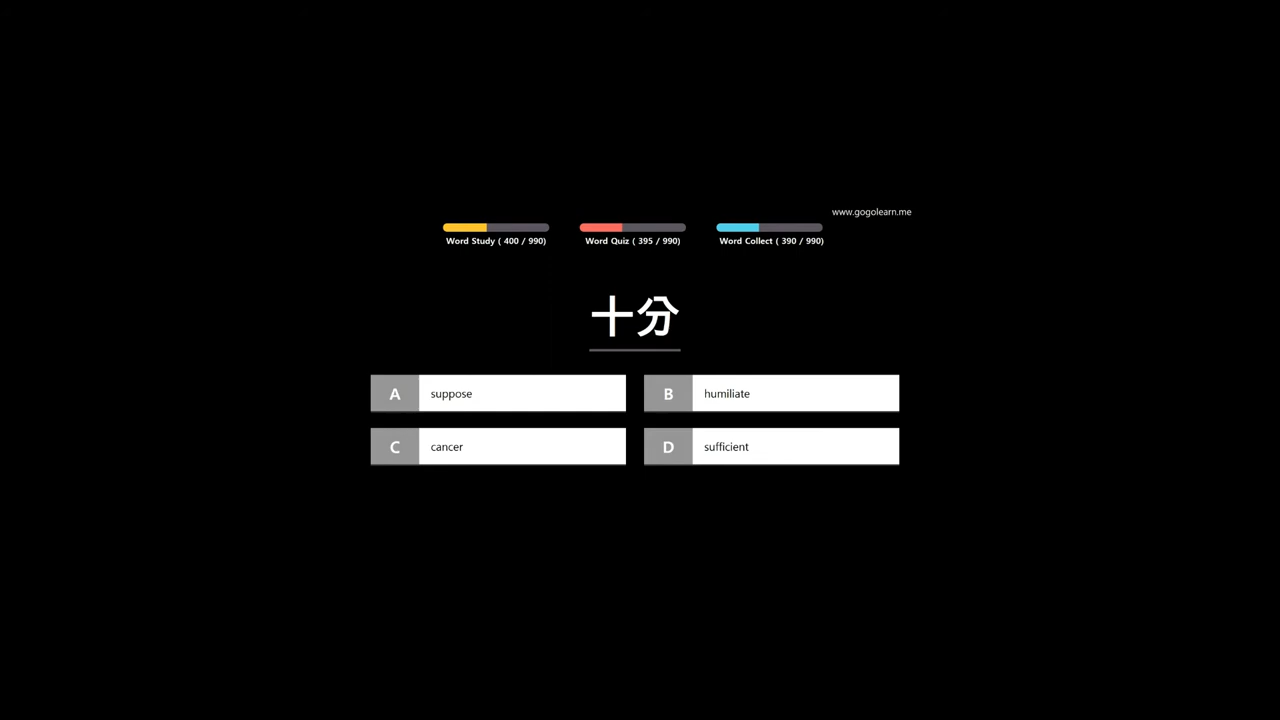 www.gogolearn.me
Word Study ( 400 / 990)
Word Quiz ( 395 / 990)
Word Collect ( 390 / 990)
十分
A suppose
B humiliate
C cancer
D sufficient